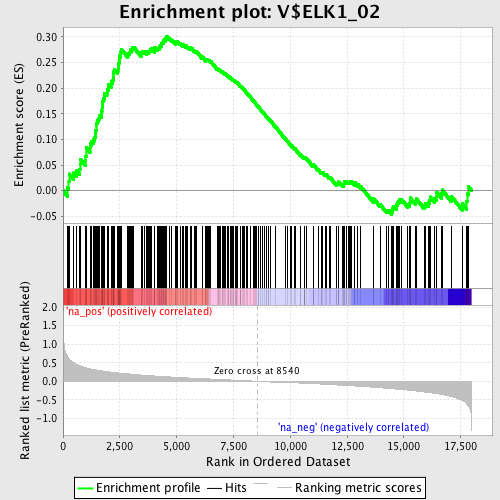 Enrichment plot: V$ELK1_02
Enrichment score (ES)
0.30
0.25
0.20
0.15
0.10
0.05
0.00
-0.05
'na_pos' (positively correlated)
Ranked list metric (PreRanked)
2.0
1.5
1.0
0.5
0.0
-0.5
-1.0
Zero cross at 8540
'na_neg' (negatively correlated)
0 2,500 5,000 7,500 10,000 12,500 15,000 17,500
Rank in Ordered Dataset
Enrichment profile Hits Ranking metric scores